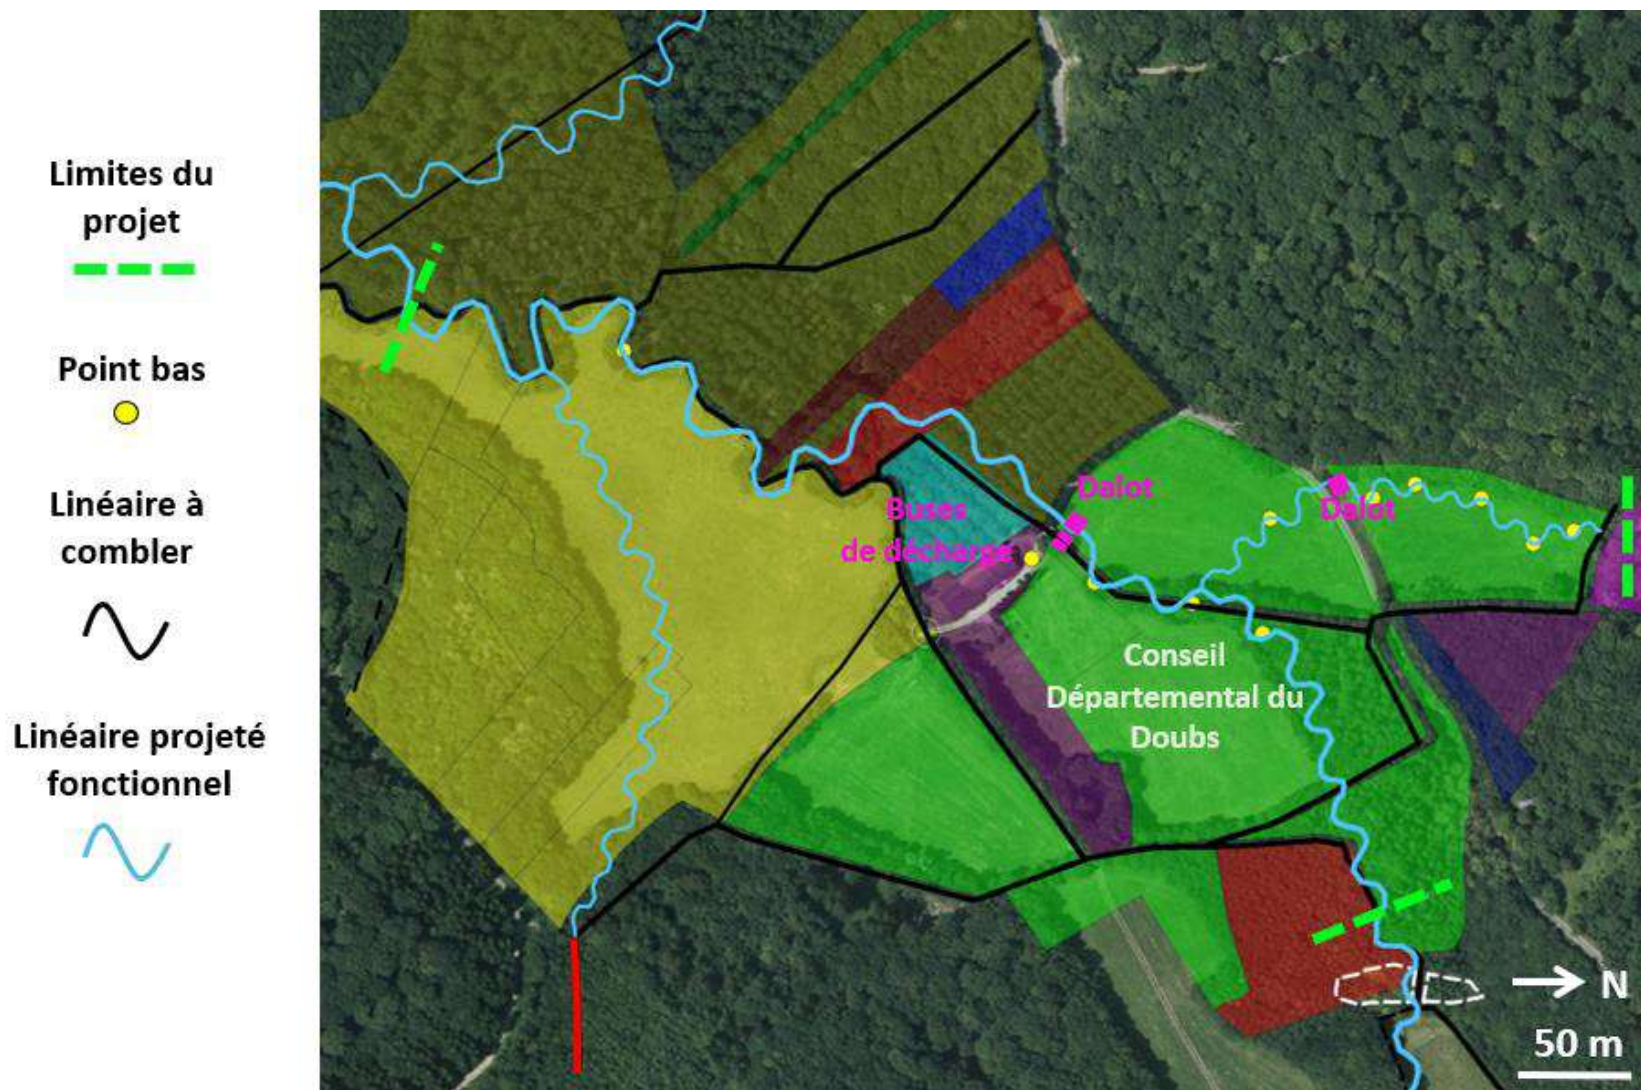 Limites du
projet
Point bas
Linéaire à
combler
Linéaire projeté
fonctionnel
Dalot
Dalot
Buses
de décharge
Conseil
Départemental du
Doubs
N
50 m